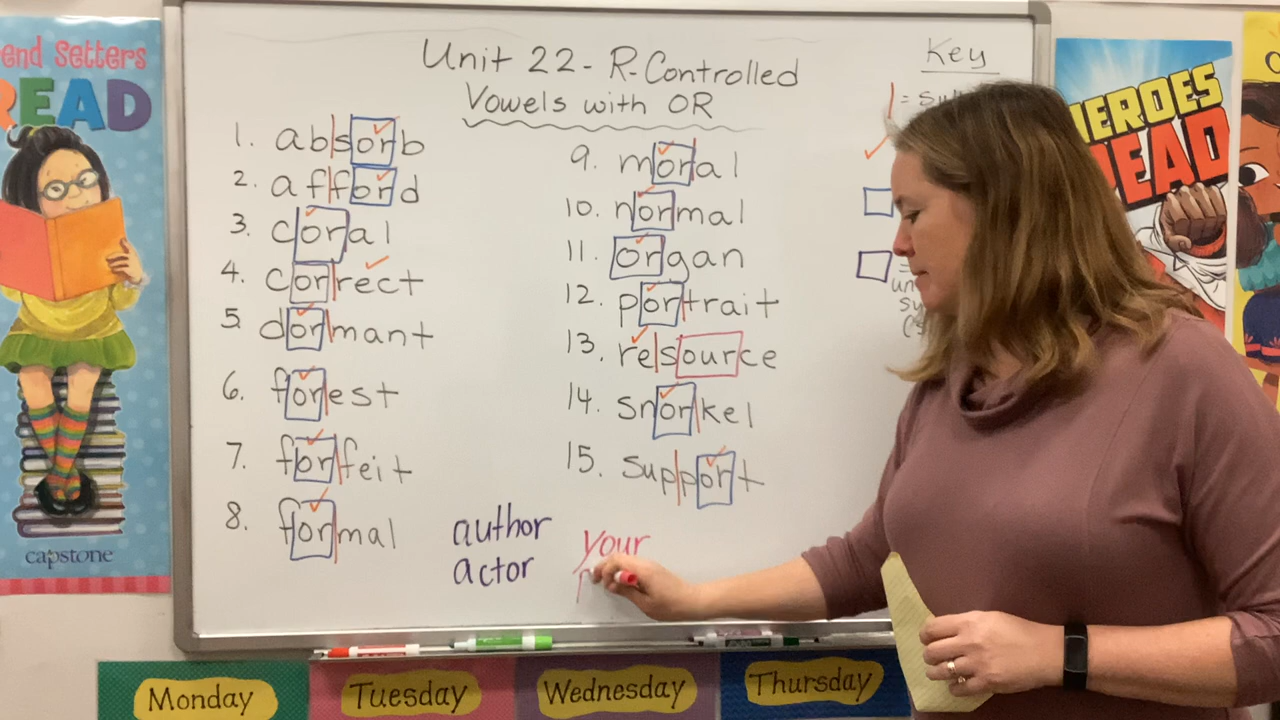 Unit 22- R-Controlled
Vowels with OR
1. absorb
2. afford
3. coral
4. correct
5. dormant
6. forest
7. forfeit
8. formal
9. moral
10. normal
11. organ
12. portrait
13. resource
14. snorkel
15. support
author
actor
your
Key
end Setters
READ
capstone
HEROES
READ
Monday
Tuesday
Wednesday
Thursday